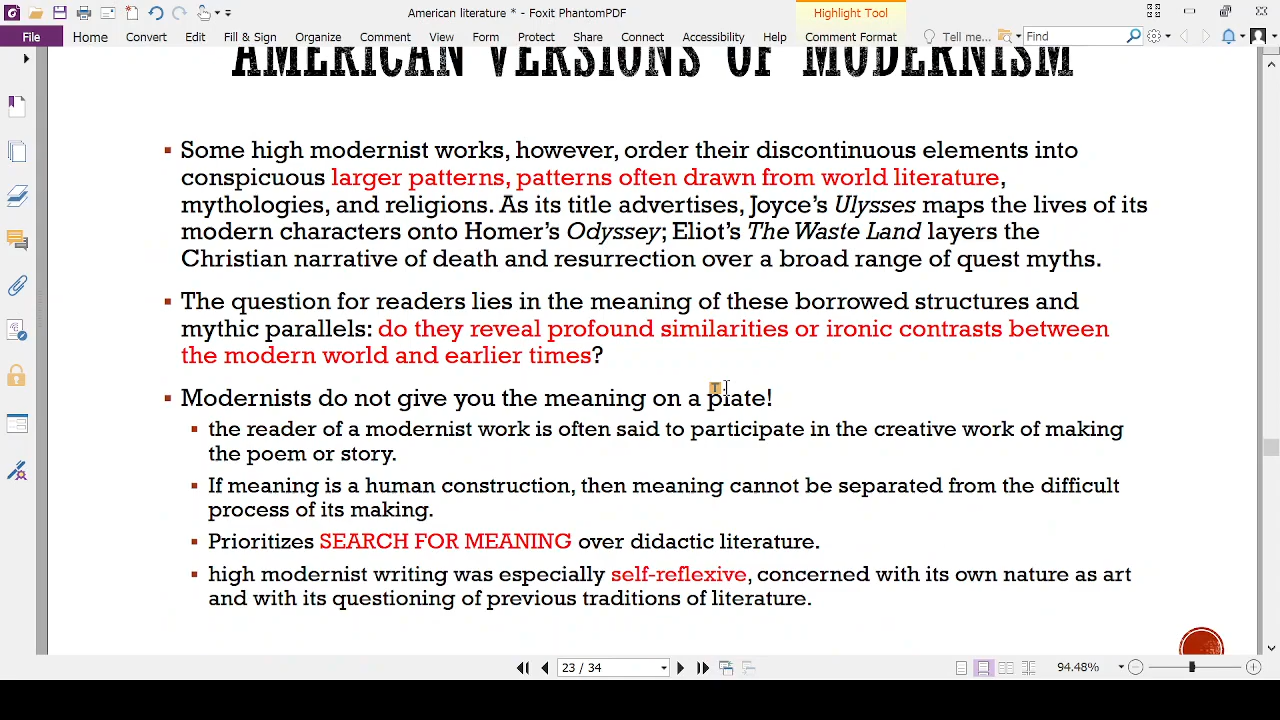 American literature * - Foxit PhantomPDF
Highlight Tool
File Home Convert Edit Fill & Sign Organize Comment View Form Protect Share Connect Accessibility Help Comment Format Tell me... Find
AMERICAN VERSIONS OF MODERNISM
▪ Some high modernist works, however, order their discontinuous elements into
conspicuous larger patterns, patterns often drawn from world literature,
mythologies, and religions. As its title advertises, Joyce's Ulysses maps the lives of its
modern characters onto Homer's Odyssey; Eliot's The Waste Land layers the
Christian narrative of death and resurrection over a broad range of quest myths.
▪ The question for readers lies in the meaning of these borrowed structures and
mythic parallels: do they reveal profound similarities or ironic contrasts between
the modern world and earlier times?
▪ Modernists do not give you the meaning on a plate!
▪ the reader of a modernist work is often said to participate in the creative work of making
the poem or story.
▪ If meaning is a human construction, then meaning cannot be separated from the difficult
process of its making.
▪ Prioritizes SEARCH FOR MEANING over didactic literature.
▪ high modernist writing was especially self-reflexive, concerned with its own nature as art
and with its questioning of previous traditions of literature.
23 / 34
94.48%